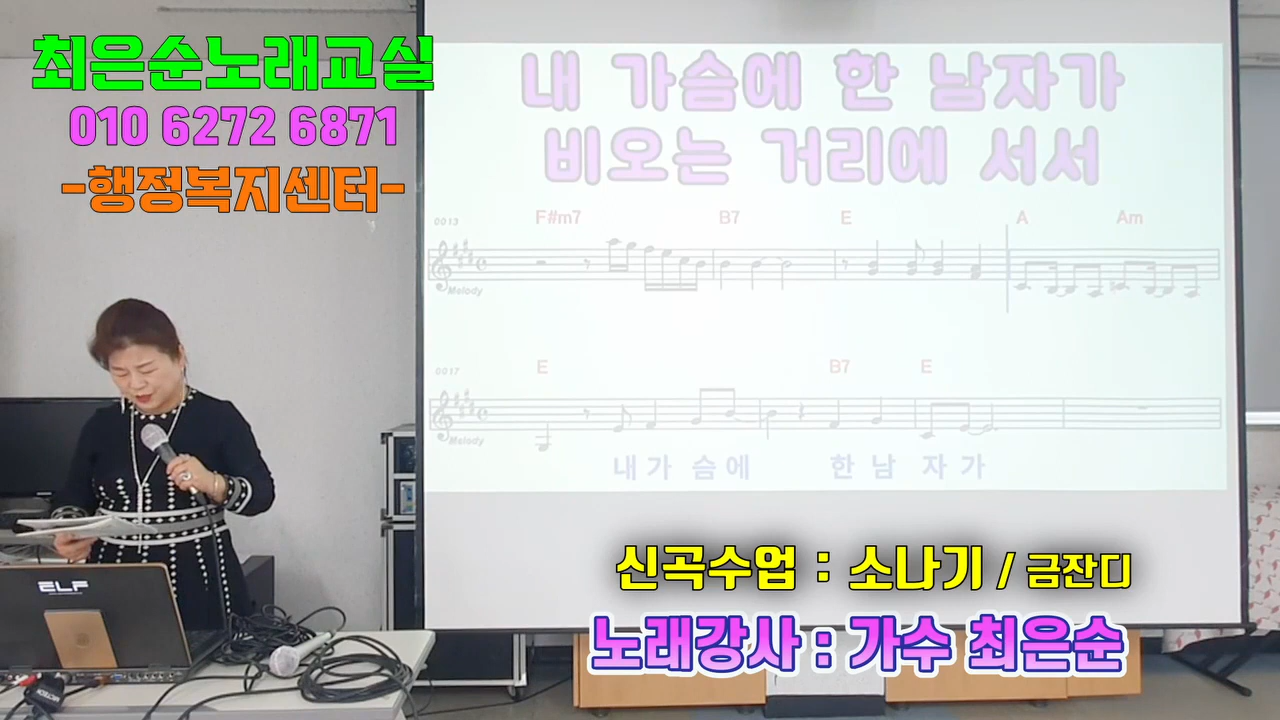 최은순노래교실
010 6272 6871
-행정복지센터-
내 가슴에 한 남자가
비오는 거리에 서서
0013 F#m7 B7 E A Am
Melody
0017 E B7 E
Melody
내 가 슴 에 한 남 자 가
신곡수업 : 소나기 / 금잔디
노래강사 : 가수 최은순
ELF